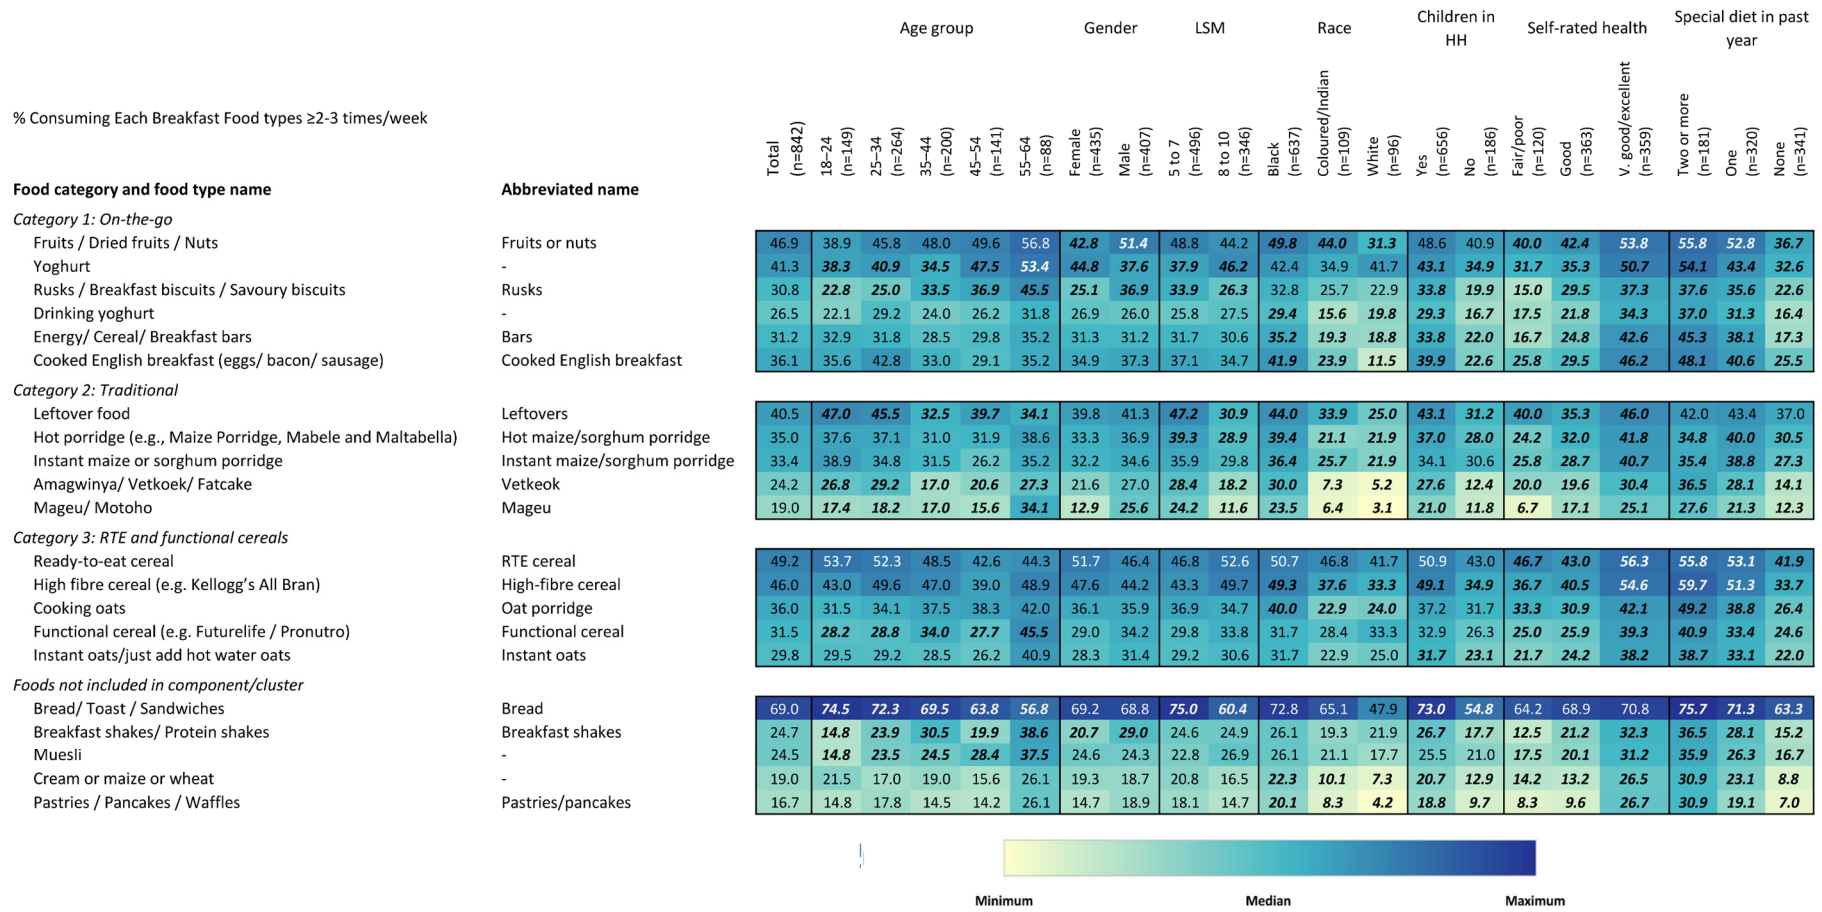 Age group Gender LSM Race Children in HH Self-rated health Special diet in past year
% Consuming Each Breakfast Food types ≥2-3 times/week
Total (n=842) 18–24 (n=149) 25–34 (n=264) 35–44 (n=200) 45–54 (n=141) 55–64 (n=88) Female (n=435) Male (n=407) 5 to 7 (n=496) 8 to 10 (n=346) Black (n=637) Coloured/Indian (n=109) White (n=96) Yes (n=656) No (n=186) Fair/poor (n=120) Good (n=363) V. good/excellent (n=359) Two or more (n=181) One (n=320) None (n=341)
Food category and food type name Abbreviated name
Category 1: On-the-go
Fruits / Dried fruits / Nuts Fruits or nuts 46.9 38.9 45.8 48.0 49.6 56.8 42.8 51.4 48.8 44.2 49.8 44.0 31.3 48.6 40.9 40.0 42.4 53.8 55.8 52.8 36.7
Yoghurt - 41.3 38.3 40.9 34.5 47.5 53.4 44.8 37.6 37.9 46.2 42.4 34.9 41.7 43.1 34.9 31.7 35.3 50.7 54.1 43.4 32.6
Rusks / Breakfast biscuits / Savoury biscuits Rusks 30.8 22.8 25.0 33.5 36.9 45.5 25.1 36.9 33.9 26.3 32.8 25.7 22.9 33.8 19.9 15.0 29.5 37.3 37.6 35.6 22.6
Drinking yoghurt - 26.5 22.1 29.2 24.0 26.2 31.8 26.9 26.0 25.8 27.5 29.4 15.6 19.8 29.3 16.7 17.5 21.8 34.3 37.0 31.3 16.4
Energy/ Cereal/ Breakfast bars Bars 31.2 32.9 31.8 28.5 29.8 35.2 31.3 31.2 31.7 30.6 35.2 19.3 18.8 33.8 22.0 16.7 24.8 42.6 45.3 38.1 17.3
Cooked English breakfast (eggs/ bacon/ sausage) Cooked English breakfast 36.1 35.6 42.8 33.0 29.1 35.2 34.9 37.3 37.1 34.7 41.9 23.9 11.5 39.9 22.6 25.8 29.5 46.2 48.1 40.6 25.5
Category 2: Traditional
Leftover food Leftovers 40.5 47.0 45.5 32.5 39.7 34.1 39.8 41.3 47.2 30.9 44.0 33.9 25.0 43.1 31.2 40.0 35.3 46.0 42.0 43.4 37.0
Hot porridge (e.g., Maize Porridge, Mabele and Maltabella) Hot maize/sorghum porridge 35.0 37.6 37.1 31.0 31.9 38.6 33.3 36.9 39.3 28.9 39.4 21.1 21.9 37.0 28.0 24.2 32.0 41.8 34.8 40.0 30.5
Instant maize or sorghum porridge Instant maize/sorghum porridge 33.4 38.9 34.8 31.5 26.2 35.2 32.2 34.6 35.9 29.8 36.4 25.7 21.9 34.1 30.6 25.8 28.7 40.7 35.4 38.8 27.3
Amagwinya/ Vetkoek/ Fatcake Vetkeok 24.2 26.8 29.2 17.0 20.6 27.3 21.6 27.0 28.4 18.2 30.0 7.3 5.2 27.6 12.4 20.0 19.6 30.4 36.5 28.1 14.1
Mageu/ Motoho Mageu 19.0 17.4 18.2 17.0 15.6 34.1 12.9 25.6 24.2 11.6 23.5 6.4 3.1 21.0 11.8 6.7 17.1 25.1 27.6 21.3 12.3
Category 3: RTE and functional cereals
Ready-to-eat cereal RTE cereal 49.2 53.7 52.3 48.5 42.6 44.3 51.7 46.4 46.8 52.6 50.7 46.8 41.7 50.9 43.0 46.7 43.0 56.3 55.8 53.1 41.9
High fibre cereal (e.g. Kellogg's All Bran) High-fibre cereal 46.0 43.0 49.6 47.0 39.0 48.9 47.6 44.2 43.3 49.7 49.3 37.6 33.3 49.1 34.9 36.7 40.5 54.6 59.7 51.3 33.7
Cooking oats Oat porridge 36.0 31.5 34.1 37.5 38.3 42.0 36.1 35.9 36.9 34.7 40.0 22.9 24.0 37.2 31.7 33.3 30.9 42.1 49.2 38.8 26.4
Functional cereal (e.g. Futurelife / Pronutro) Functional cereal 31.5 28.2 28.8 34.0 27.7 45.5 29.0 34.2 29.8 33.8 31.7 28.4 33.3 32.9 26.3 25.0 25.9 39.3 40.9 33.4 24.6
Instant oats/just add hot water oats Instant oats 29.8 29.5 29.2 28.5 26.2 40.9 28.3 31.4 29.2 30.6 31.7 22.9 25.0 31.7 23.1 21.7 24.2 38.2 38.7 33.1 22.0
Foods not included in component/cluster
Bread/ Toast / Sandwiches Bread 69.0 74.5 72.3 69.5 63.8 56.8 69.2 68.8 75.0 60.4 72.8 65.1 47.9 73.0 54.8 64.2 68.9 70.8 75.7 71.3 63.3
Breakfast shakes/ Protein shakes Breakfast shakes 24.7 14.8 23.9 30.5 19.9 38.6 20.7 29.0 24.6 24.9 26.1 19.3 21.9 26.7 17.7 12.5 21.2 32.3 36.5 28.1 15.2
Muesli - 24.5 14.8 23.5 24.5 28.4 37.5 24.6 24.3 22.8 26.9 26.1 21.1 17.7 25.5 21.0 17.5 20.1 31.2 35.9 26.3 16.7
Cream or maize or wheat - 19.0 21.5 17.0 19.0 15.6 26.1 19.3 18.7 20.8 16.5 22.3 10.1 7.3 20.7 12.9 14.2 13.2 26.5 30.9 23.1 8.8
Pastries / Pancakes / Waffles Pastries/pancakes 16.7 14.8 17.8 14.5 14.2 26.1 14.7 18.9 18.1 14.7 20.1 8.3 4.2 18.8 9.7 8.3 9.6 26.7 30.9 19.1 7.0
Minimum Median Maximum